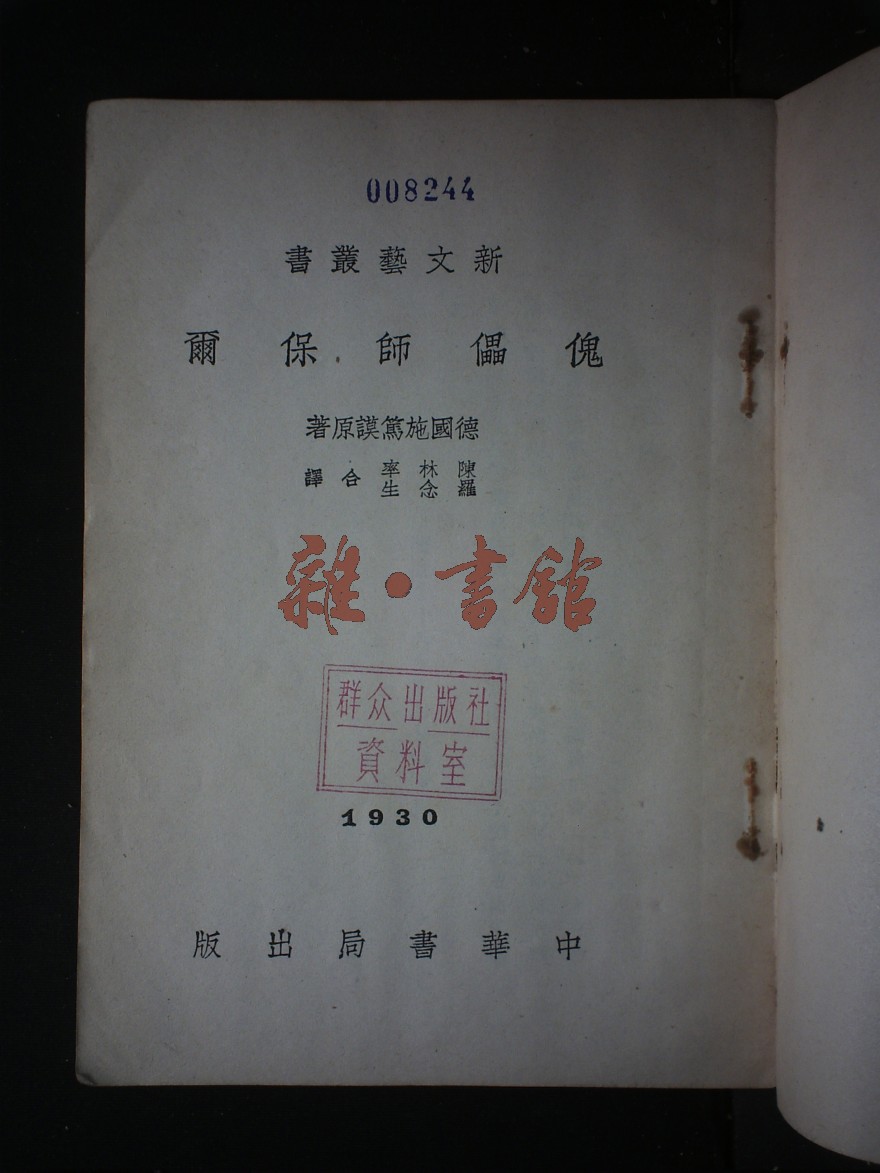 008244
新文藝叢書
傀儡師保爾
德國施篤謨原著
陳林率
羅念生
合譯
雜·書舘
群众出版社
資料室
1930
中華書局出版